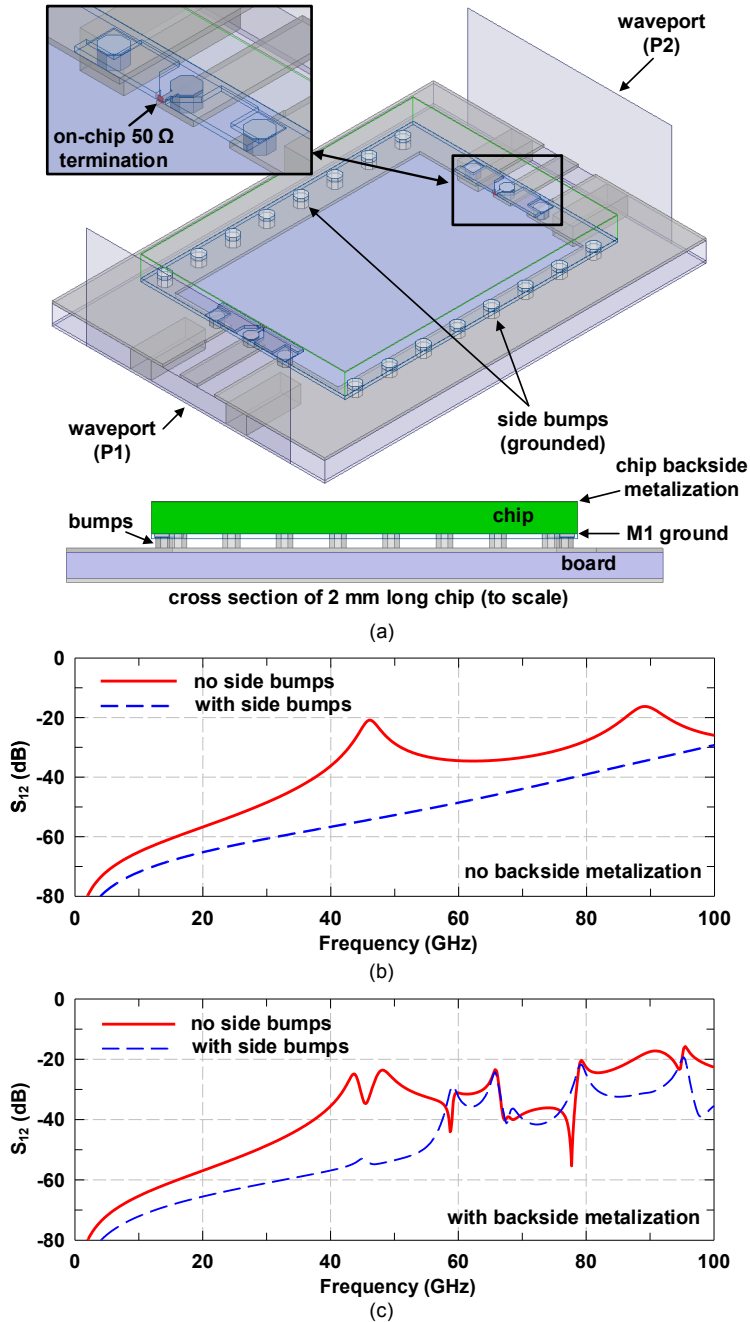 waveport
(P2)
on-chip 50 Ω
termination
waveport
(P1)
side bumps
(grounded)
chip backside
metalization
bumps
chip
M1 ground
board
cross section of 2 mm long chip (to scale)
(a)
0
-20
-40
-60
-80
S12 (dB)
no side bumps
with side bumps
no backside metalization
0 20 40 60 80 100
Frequency (GHz)
(b)
0
-20
-40
-60
-80
S12 (dB)
no side bumps
with side bumps
with backside metalization
0 20 40 60 80 100
Frequency (GHz)
(c)